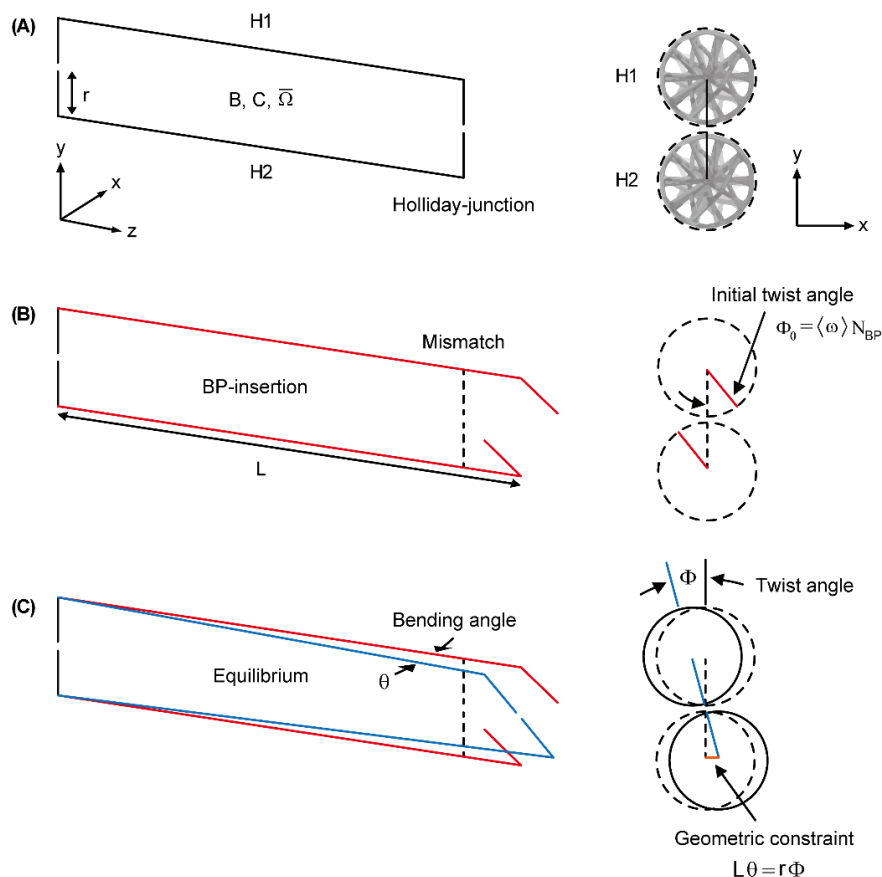 (A)
H1
r
B, C, Ω̅
H2
y
x
z
Holliday-junction
H1
H2
y
x
(B)
Mismatch
BP-insertion
L
Initial twist angle
Φ₀ = ⟨ω⟩ N_BP
(C)
Bending angle
θ
Equilibrium
Φ
Twist angle
Geometric constraint
Lθ = rΦ